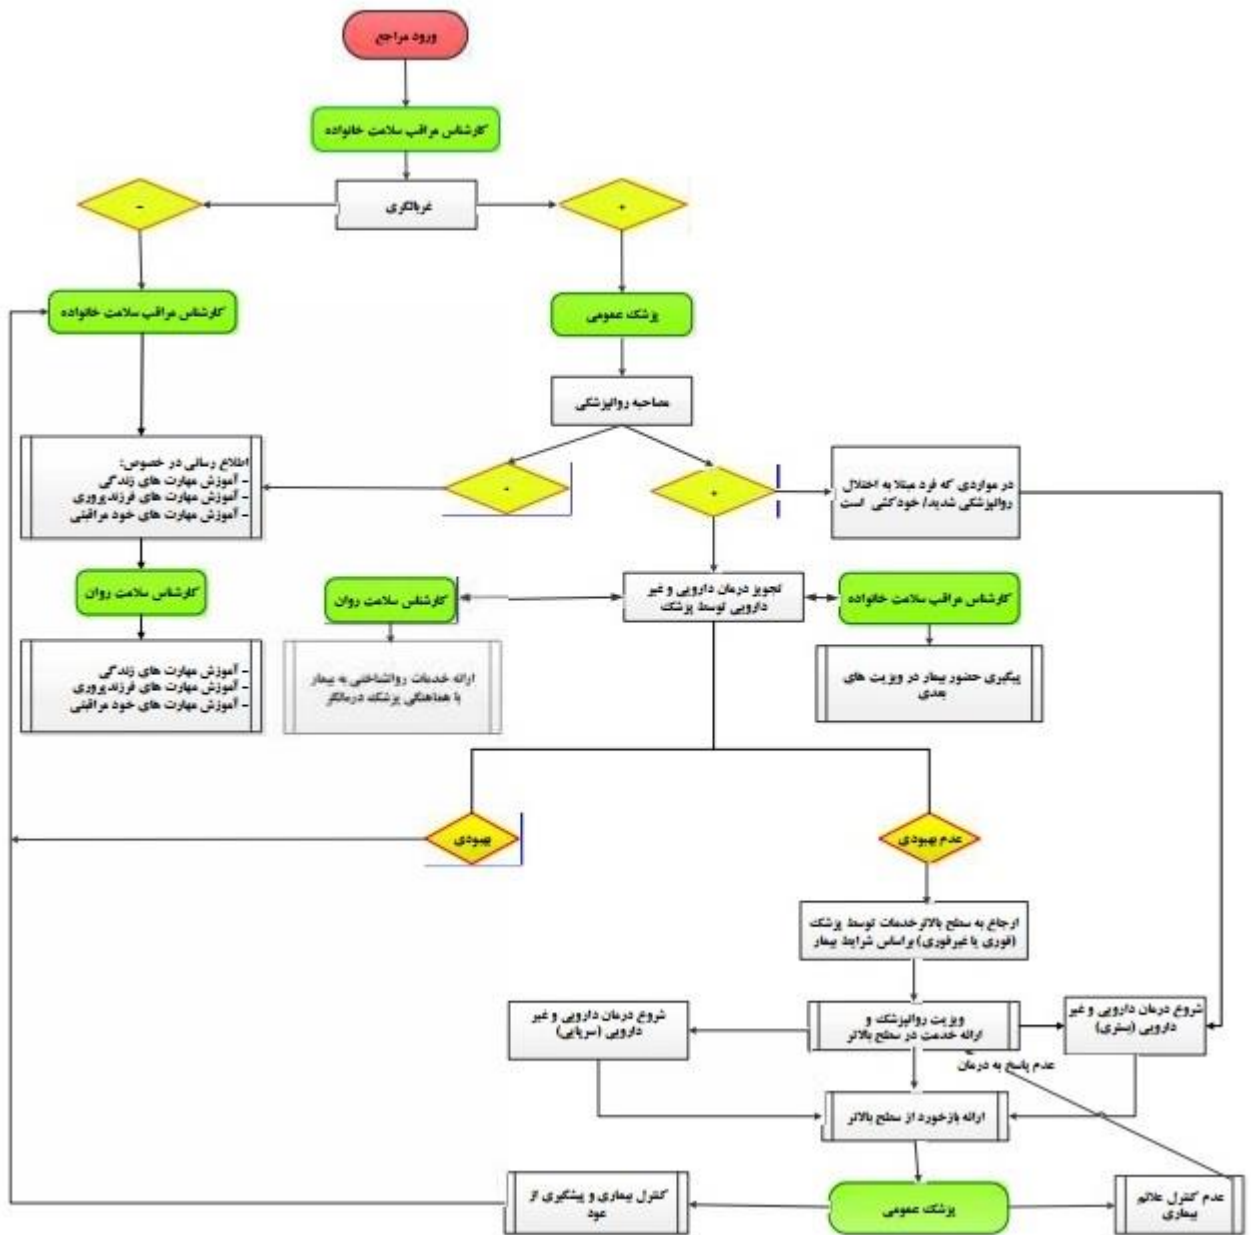 ورود مراجع
کارشناس مراقب سلامت خانواده
غربالگری
-
+
کارشناس مراقب سلامت خانواده
پزشک عمومی
مصاحبه روانپزشکی
اطلاع رسانی در خصوص:
- آموزش مهارت های زندگی
- آموزش مهارت های فرزندپروری
- آموزش مهارت های خود مراقبتی
-
+
در مواردی که فرد مبتلا به اختلال
روانپزشکی شدید/ خودکشی است
کارشناس سلامت روان
کارشناس سلامت روان
تجویز درمان دارویی و غیر
دارویی توسط پزشک
کارشناس مراقب سلامت خانواده
- آموزش مهارت های زندگی
- آموزش مهارت های فرزندپروری
- آموزش مهارت های خود مراقبتی
ارائه خدمات روانشناختی به بیمار
با هماهنگی پزشک درمانگر
پیگیری حضور بیمار در ویزیت های
بعدی
بهبودی
عدم بهبودی
ارجاع به سطح بالاتر خدمات توسط پزشک
(فوری یا غیرفوری) براساس شرایط بیمار
شروع درمان دارویی و غیر
دارویی (سرپایی)
ویزیت روانپزشک و
ارائه خدمت در سطح بالاتر
شروع درمان دارویی و غیر
دارویی (بستری)
عدم پاسخ به درمان
ارائه بازخورد از سطح بالاتر
کنترل بیماری و پیشگیری از
عود
پزشک عمومی
عدم کنترل علائم
بیماری